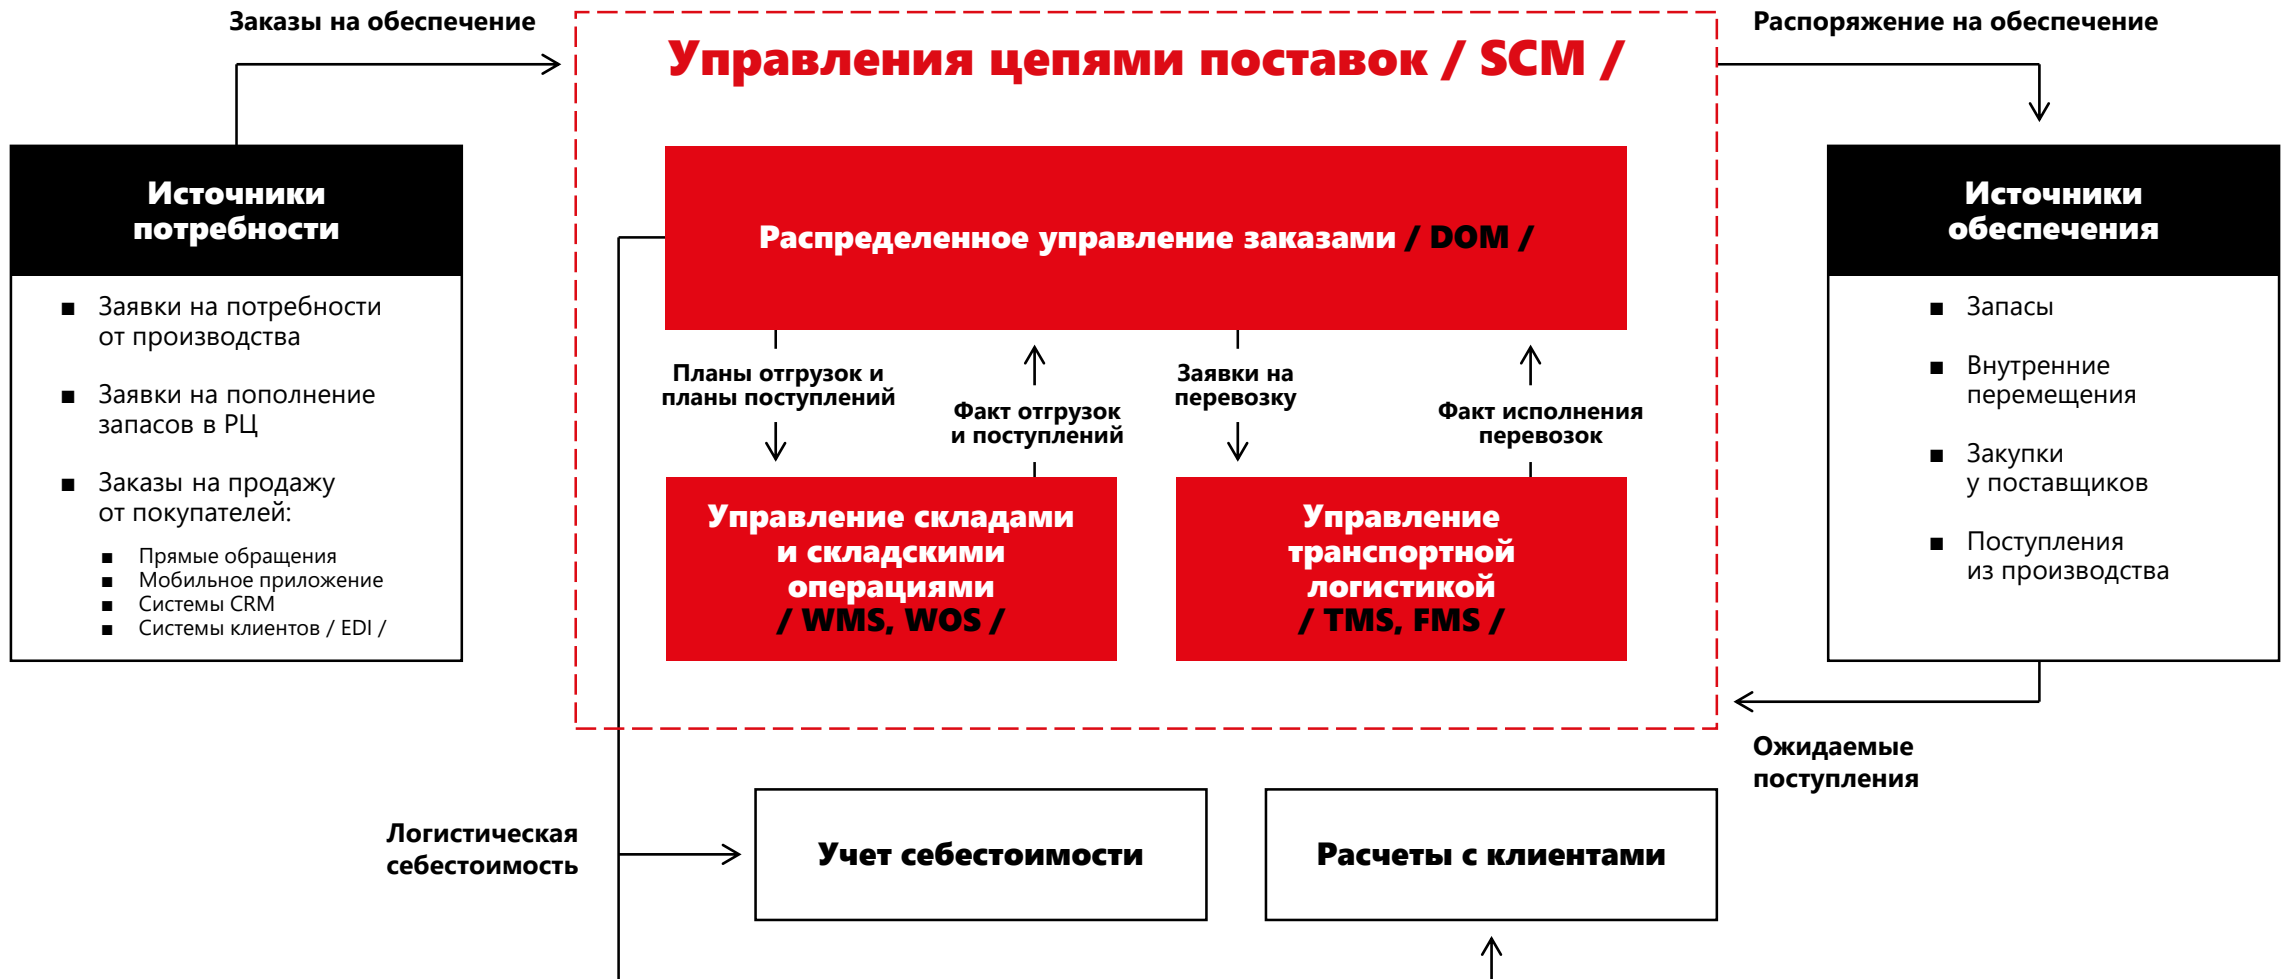 Заказы на обеспечение
Распоряжение на обеспечение
Управления цепями поставок / SCM /
Источники
потребности
■ Заявки на потребности
от производства
■ Заявки на пополнение
запасов в РЦ
■ Заказы на продажу
от покупателей:
■ Прямые обращения
■ Мобильное приложение
■ Системы CRM
■ Системы клиентов / EDI /
Распределенное управление заказами / DOM /
Планы отгрузок и
планы поступлений
Факт отгрузок
и поступлений
Заявки на
перевозку
Факт исполнения
перевозок
Управление складами
и складскими
операциями
/ WMS, WOS /
Управление
транспортной
логистикой
/ TMS, FMS /
Источники
обеспечения
■ Запасы
■ Внутренние
перемещения
■ Закупки
у поставщиков
■ Поступления
из производства
Ожидаемые
поступления
Логистическая
себестоимость
Учет себестоимости
Расчеты с клиентами